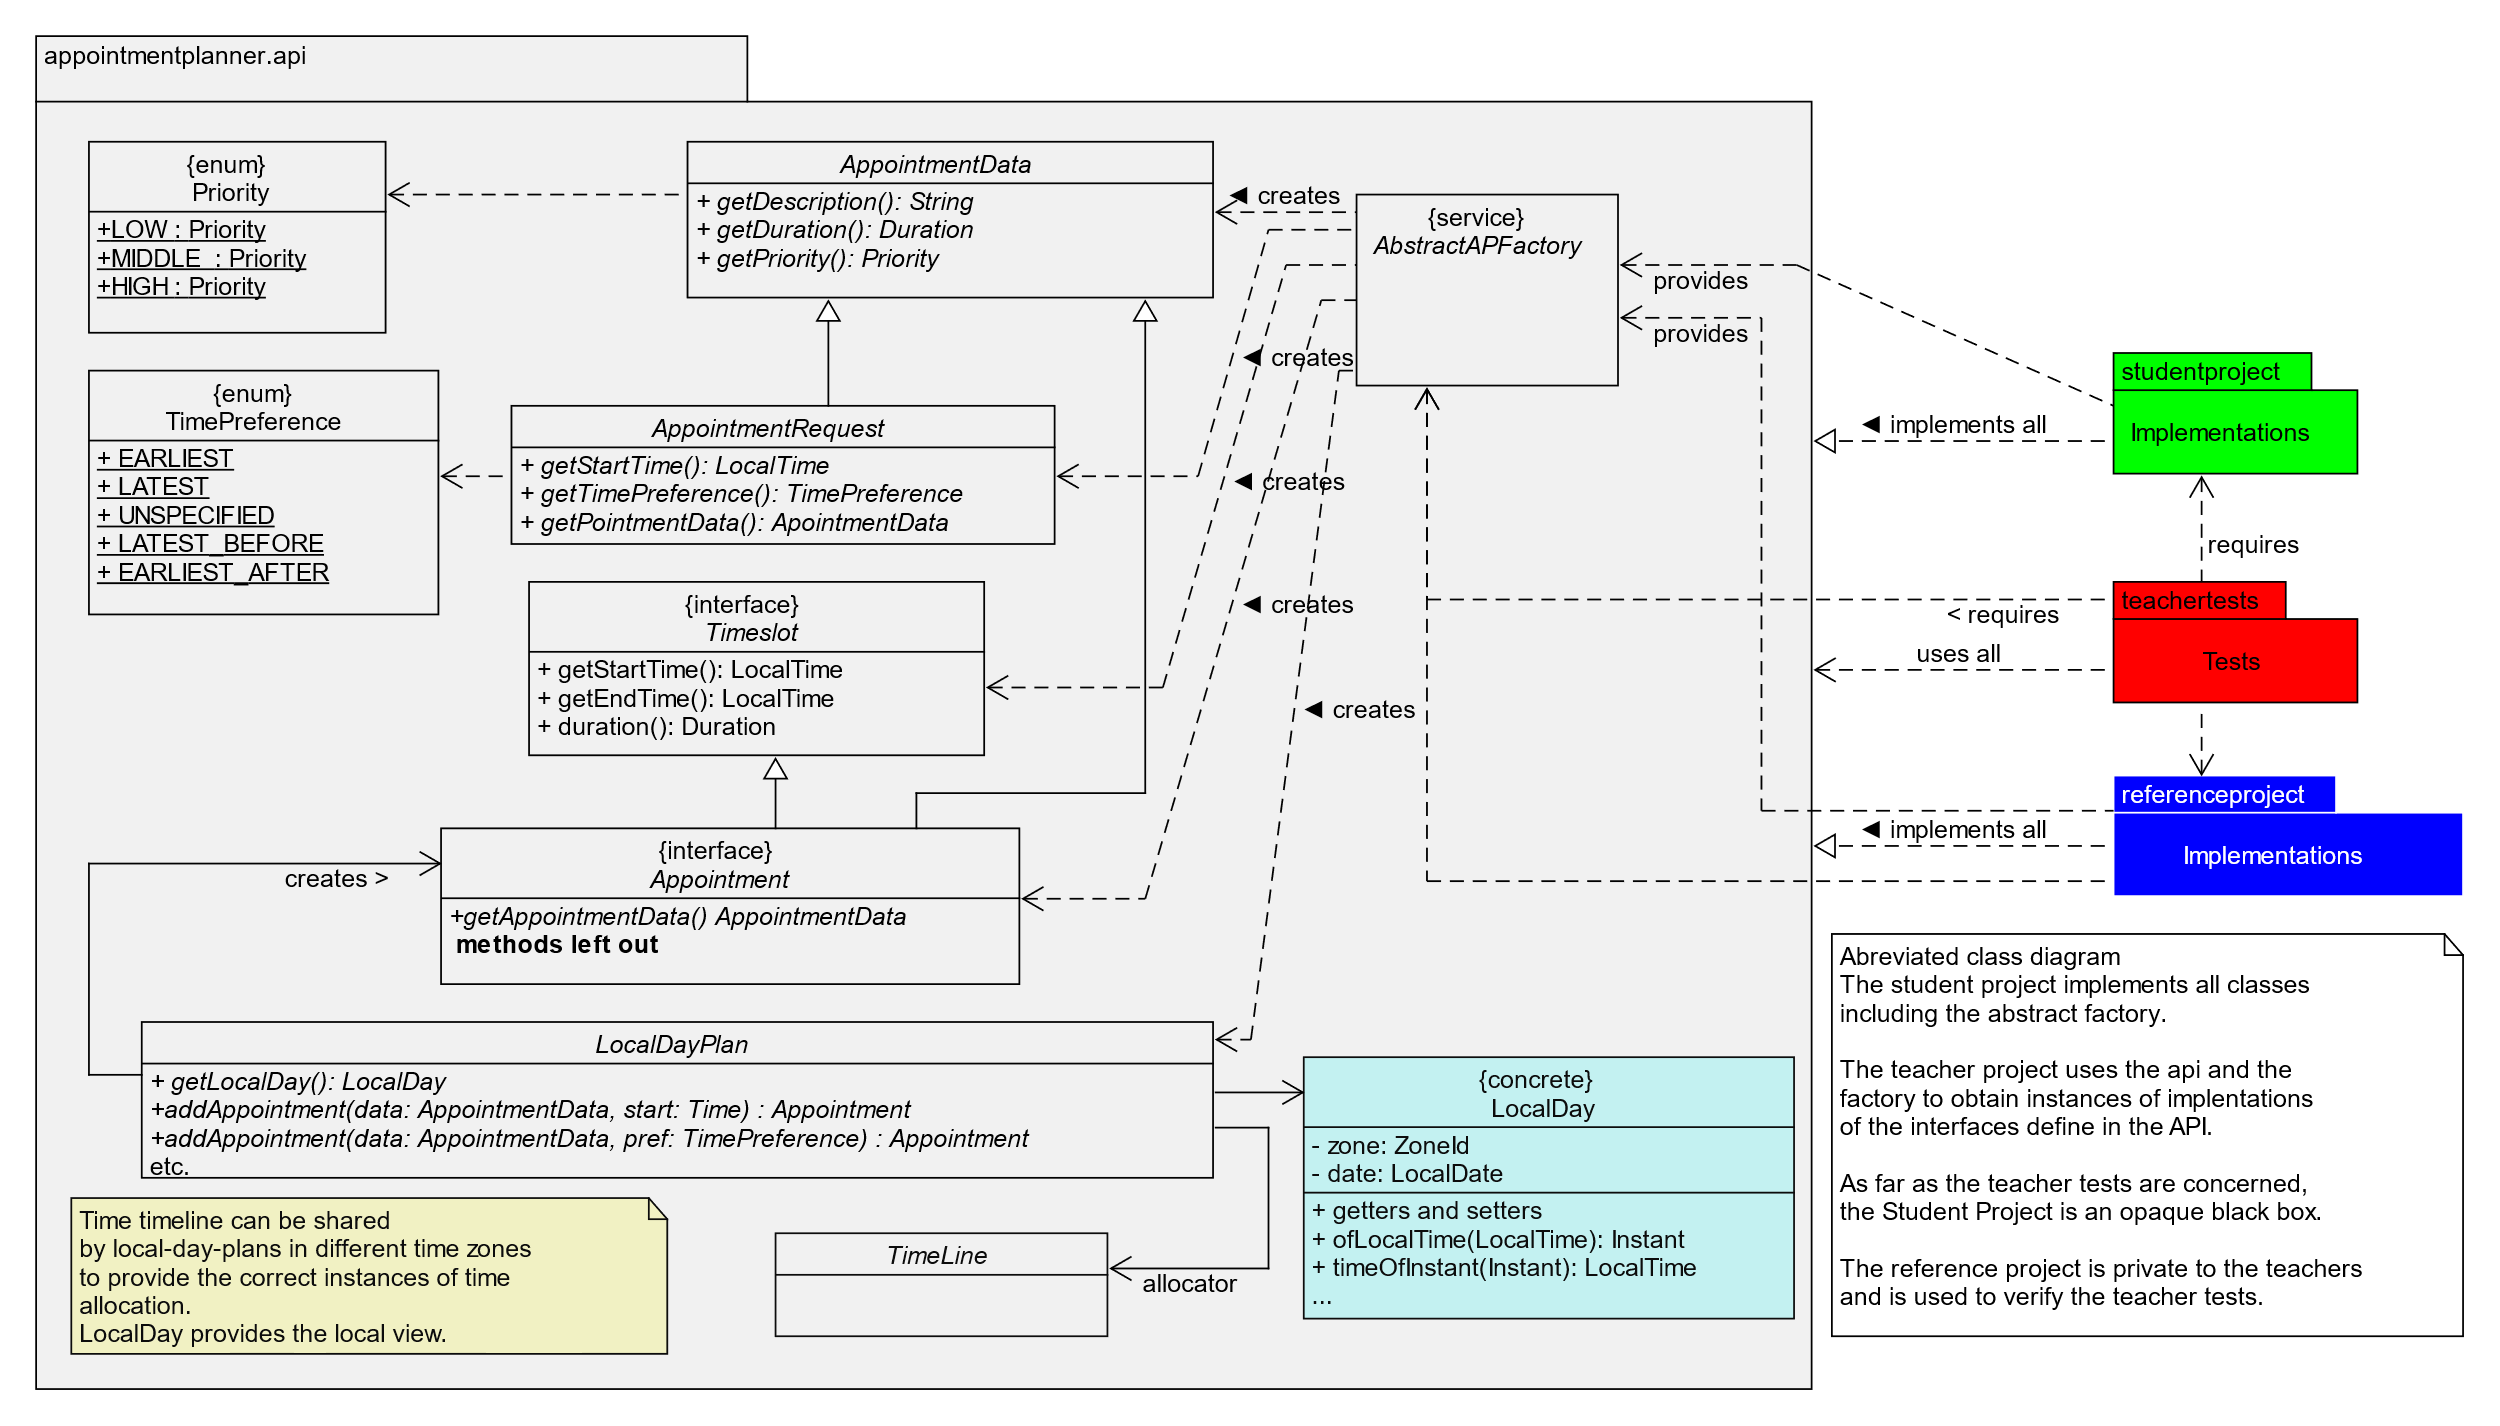 appointmentplanner.api
{enum}
Priority
+LOW : Priority
+MIDDLE  : Priority
+HIGH : Priority
AppointmentData
+ getDescription(): String
+ getDuration(): Duration
+ getPriority(): Priority
◄ creates
{service}
AbstractAPFactory
provides
provides
◄ creates
{enum}
TimePreference
+ EARLIEST
+ LATEST
+ UNSPECIFIED
+ LATEST_BEFORE
+ EARLIEST_AFTER
AppointmentRequest
+ getStartTime(): LocalTime
+ getTimePreference(): TimePreference
+ getPointmentData(): ApointmentData
◄ creates
studentproject
Implementations
◄ implements all
requires
{interface}
Timeslot
+ getStartTime(): LocalTime
+ getEndTime(): LocalTime
+ duration(): Duration
◄ creates
◄ creates
teachertests
Tests
< requires
uses all
referenceproject
Implementations
◄ implements all
creates >
{interface}
Appointment
+getAppointmentData() AppointmentData
methods left out
LocalDayPlan
+ getLocalDay(): LocalDay
+addAppointment(data: AppointmentData, start: Time) : Appointment
+addAppointment(data: AppointmentData, pref: TimePreference) : Appointment
etc.
{concrete}
LocalDay
- zone: ZoneId
- date: LocalDate
+ getters and setters
+ ofLocalTime(LocalTime): Instant
+ timeOfInstant(Instant): LocalTime
...
TimeLine
allocator
Time timeline can be shared
by local-day-plans in different time zones
to provide the correct instances of time
allocation.
LocalDay provides the local view.
Abreviated class diagram
The student project implements all classes
including the abstract factory.
The teacher project uses the api and the
factory to obtain instances of implentations
of the interfaces define in the API.
As far as the teacher tests are concerned,
the Student Project is an opaque black box.
The reference project is private to the teachers
and is used to verify the teacher tests.